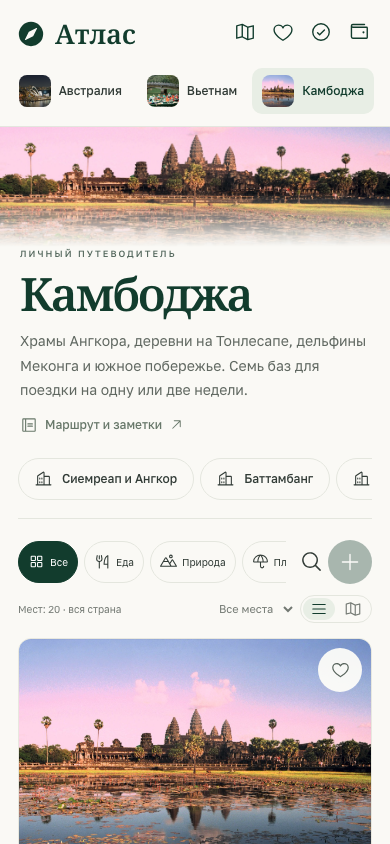 Атлас
Австралия
Вьетнам
Камбоджа
ЛИЧНЫЙ ПУТЕВОДИТЕЛЬ
Камбоджа
Храмы Ангкора, деревни на Тонлесапе, дельфины
Меконга и южное побережье. Семь баз для
поездки на одну или две недели.
Маршрут и заметки
Сиемреап и Ангкор
Баттамбанг
Все
Еда
Природа
Пл
Мест: 20 · вся страна
Все места